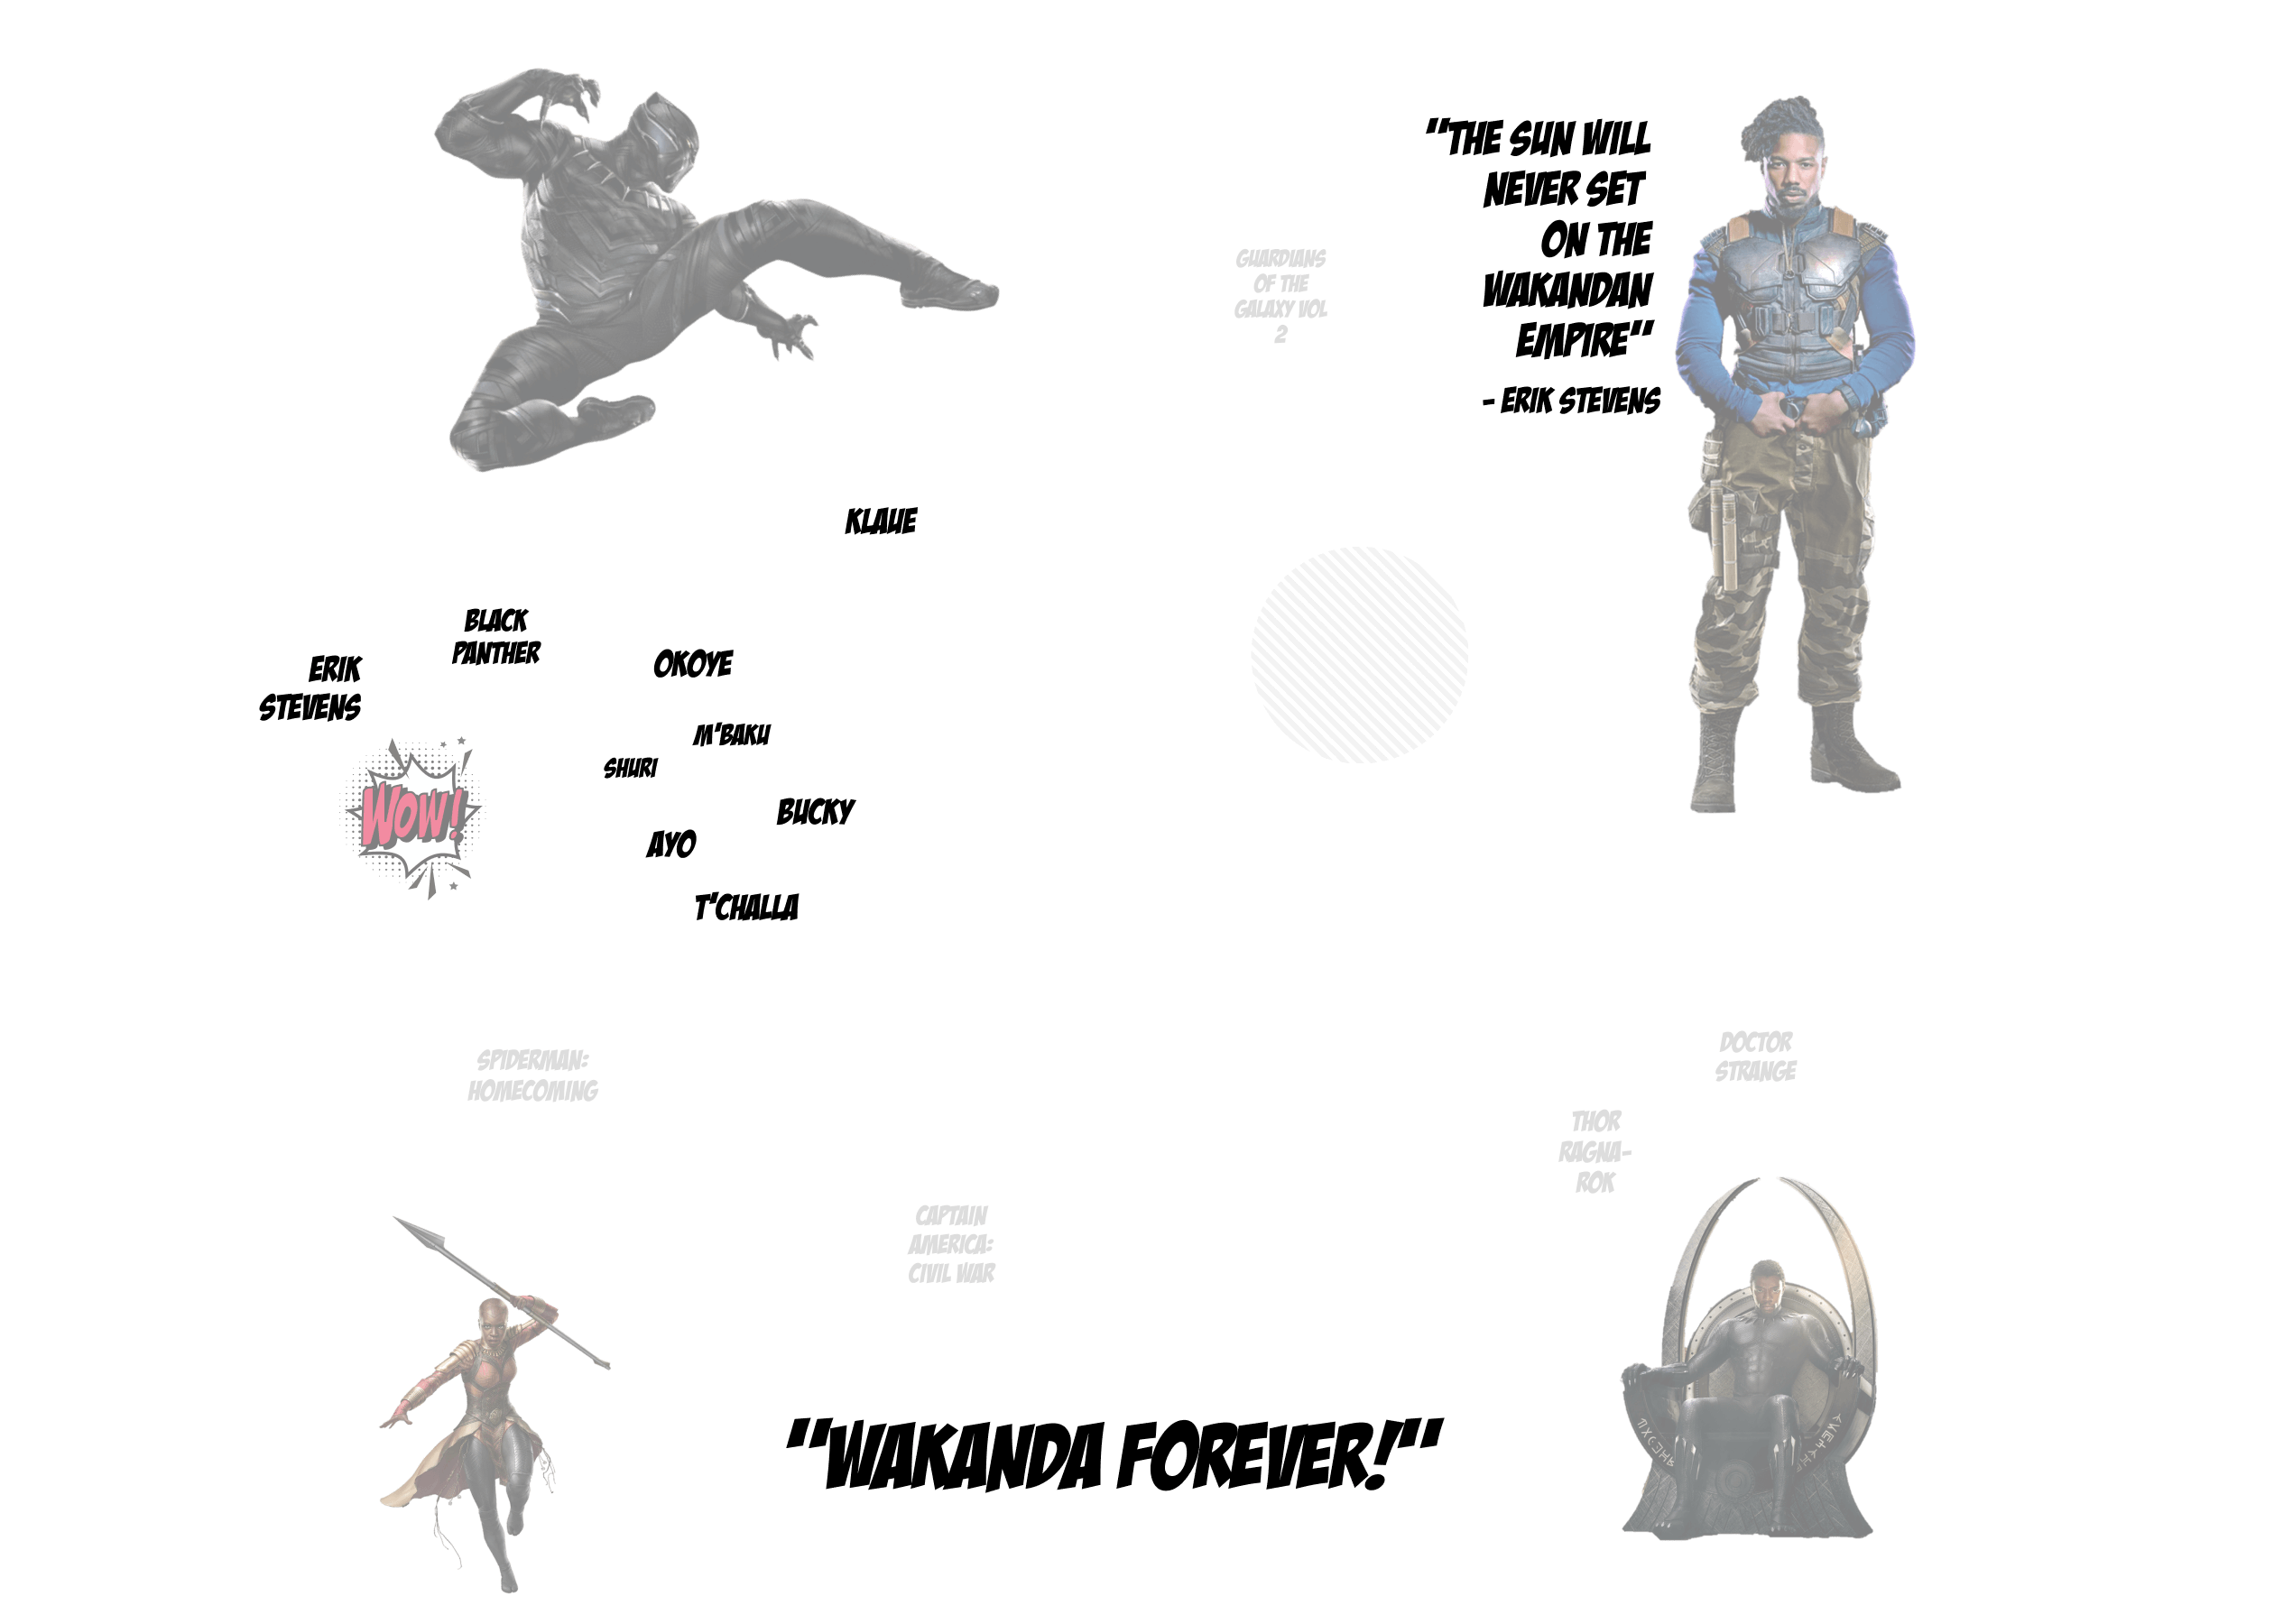 "THE SUN WILL
NEVER SET
ON THE
WAKANDAN
EMPIRE"
- ERIK STEVENS
GUARDIANS
OF THE
GALAXY VOL
2
KLAUE
BLACK
PANTHER
ERIK
STEVENS
OKOYE
M'BAKU
SHURI
WOW!
BUCKY
AYO
T'CHALLA
SPIDERMAN:
HOMECOMING
DOCTOR
STRANGE
THOR
RAGNA-
ROK
CAPTAIN
AMERICA:
CIVIL WAR
"WAKANDA FOREVER!"